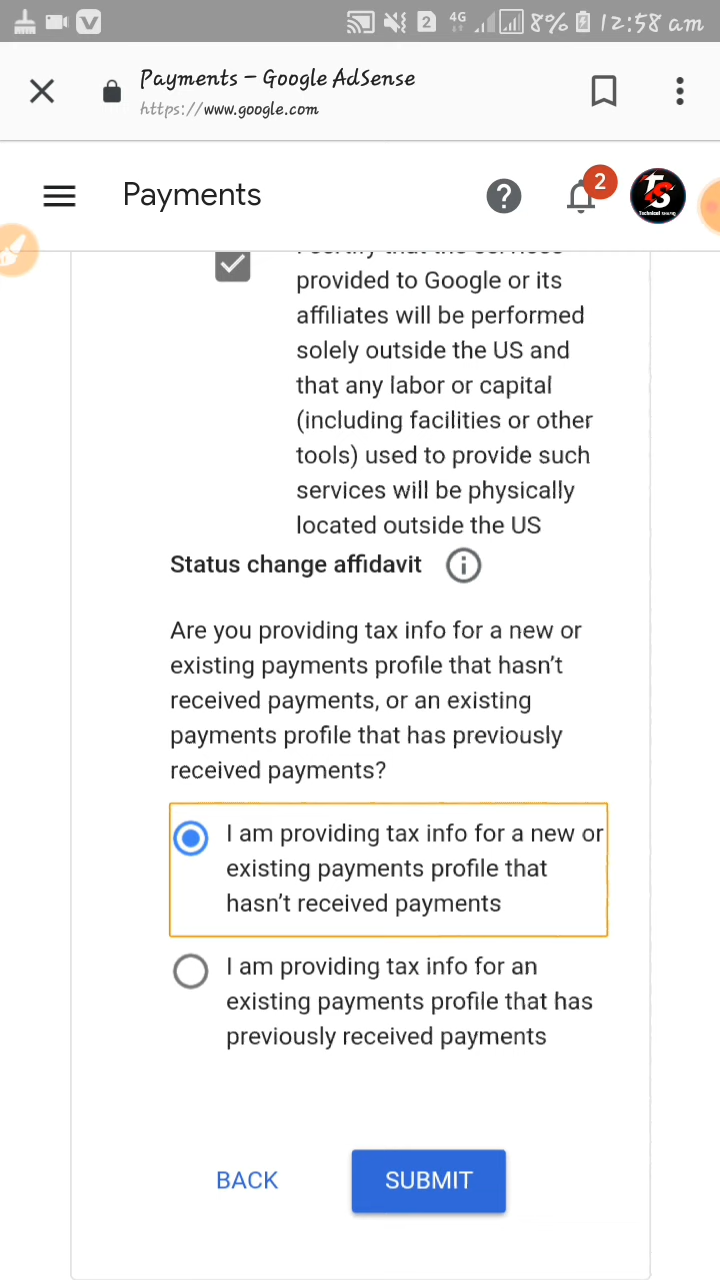 2 4G 8% 12:58 am
Payments – Google AdSense
https://www.google.com
Payments
2
TS
provided to Google or its
affiliates will be performed
solely outside the US and
that any labor or capital
(including facilities or other
tools) used to provide such
services will be physically
located outside the US
Status change affidavit
Are you providing tax info for a new or
existing payments profile that hasn't
received payments, or an existing
payments profile that has previously
received payments?
I am providing tax info for a new or
existing payments profile that
hasn't received payments
I am providing tax info for an
existing payments profile that has
previously received payments
BACK SUBMIT